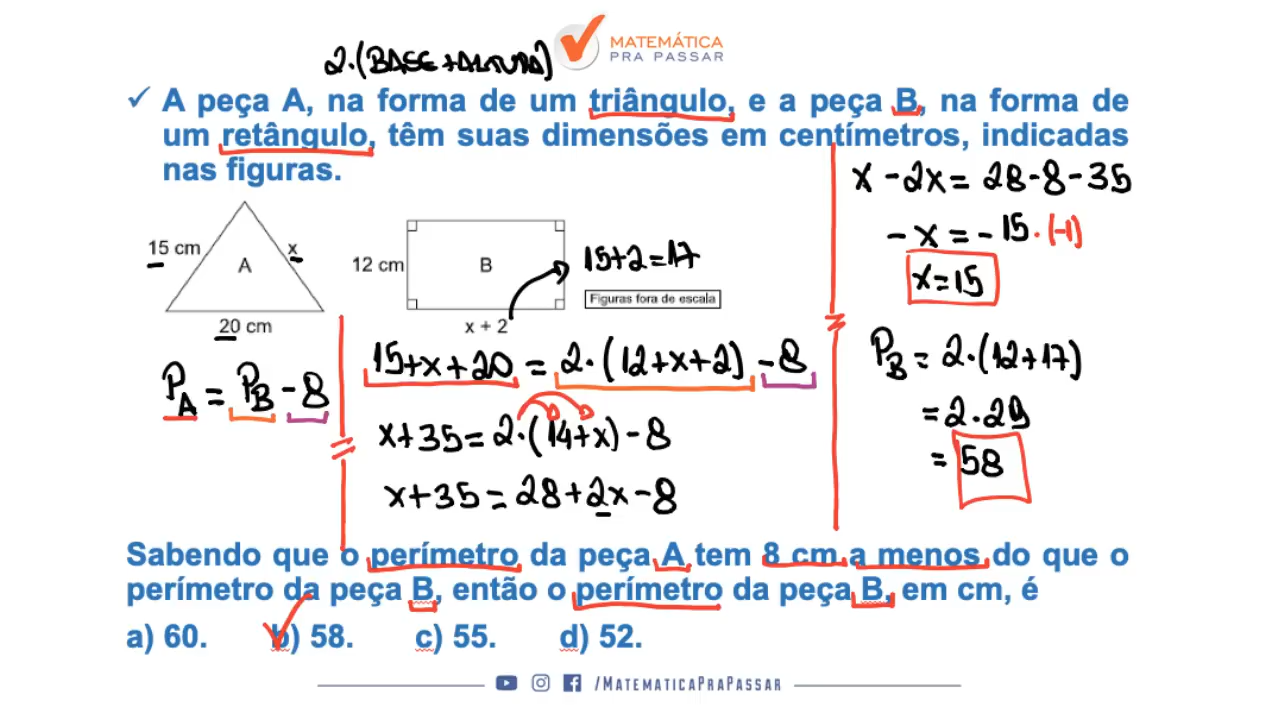 MATEMÁTICA
PRA PASSAR
2.(BASE+ALTURA)
✓ A peça A, na forma de um triângulo, e a peça B, na forma de
um retângulo, têm suas dimensões em centímetros, indicadas
nas figuras.
15 cm
x
A
20 cm
12 cm
B
x + 2
15+2=17
Figuras fora de escala
P_A = P_B - 8
15+x+20 = 2.(12+x+2) - 8
x+35 = 2.(14+x) - 8
x+35 = 28+2x-8
x - 2x = 28-8-35
-x = -15.(-1)
x=15
P_B = 2.(12+17)
= 2.29
= 58
Sabendo que o perímetro da peça A tem 8 cm a menos do que o
perímetro da peça B, então o perímetro da peça B, em cm, é
a) 60. b) 58. c) 55. d) 52.
/MATEMATICAPRAPASSAR